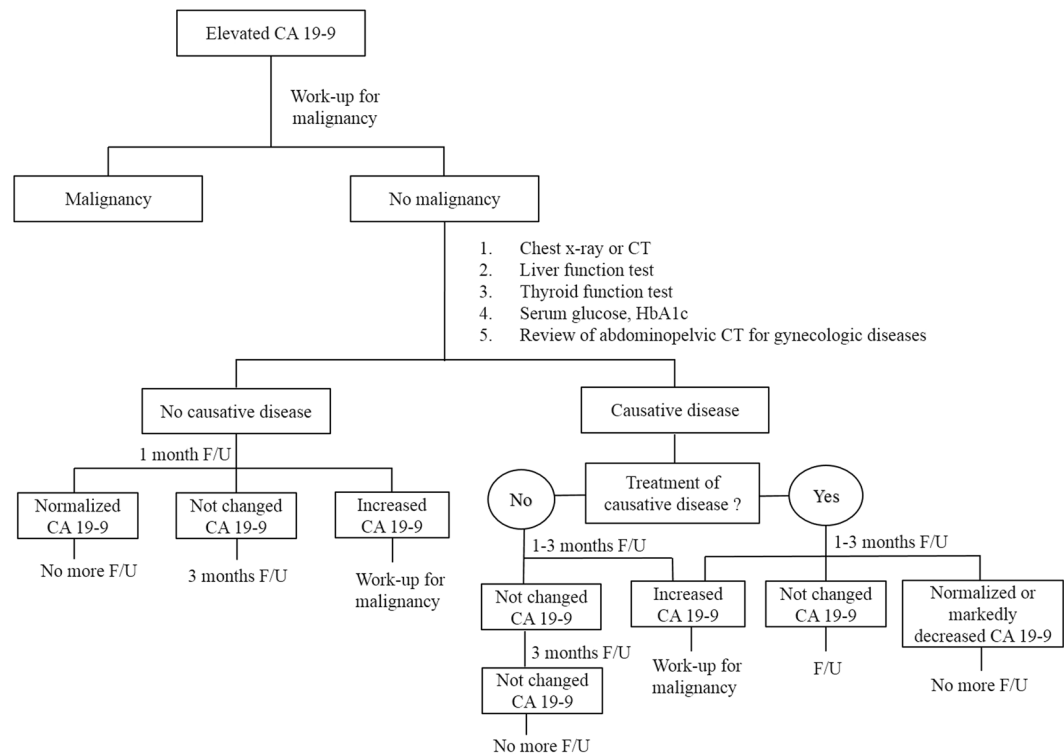 Elevated CA 19-9
Work-up for
malignancy
Malignancy
No malignancy
1. Chest x-ray or CT
2. Liver function test
3. Thyroid function test
4. Serum glucose, HbA1c
5. Review of abdominopelvic CT for gynecologic diseases
No causative disease
Causative disease
1 month F/U
Normalized
CA 19-9
Not changed
CA 19-9
Increased
CA 19-9
No more F/U
3 months F/U
Work-up for
malignancy
No
Treatment of
causative disease ?
Yes
1-3 months F/U
1-3 months F/U
Not changed
CA 19-9
Increased
CA 19-9
Not changed
CA 19-9
Normalized or
markedly
decreased CA 19-9
3 months F/U
Work-up for
malignancy
F/U
No more F/U
Not changed
CA 19-9
No more F/U